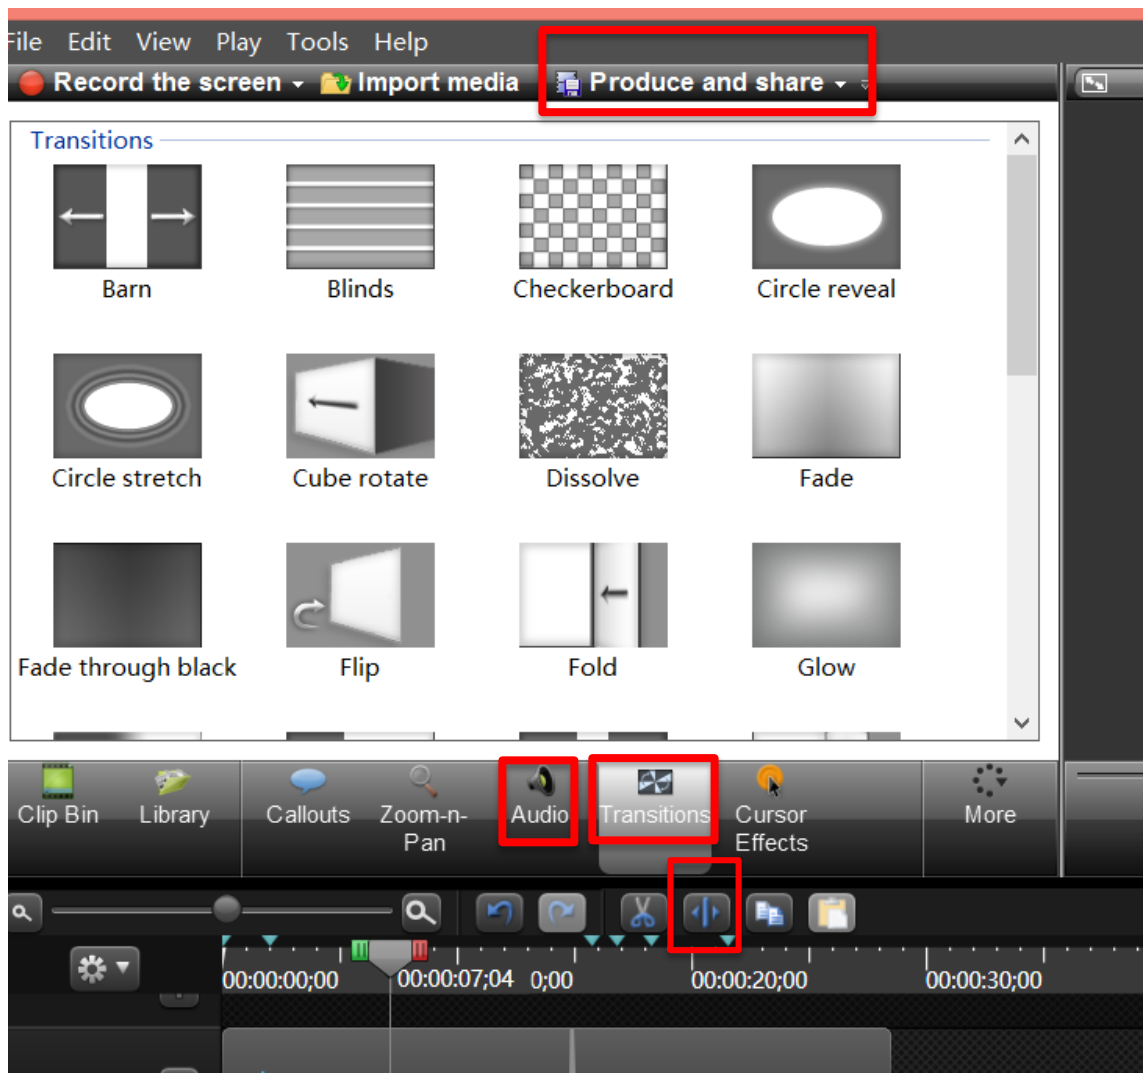 File Edit View Play Tools Help
Record the screen Import media Produce and share
Transitions
Barn Blinds Checkerboard Circle reveal
Circle stretch Cube rotate Dissolve Fade
Fade through black Flip Fold Glow
Clip Bin Library Callouts Zoom-n- Audio Transitions Cursor More
Pan Effects
00:00:00;00 00:00:07;04 0;00 00:00:20;00 00:00:30;00